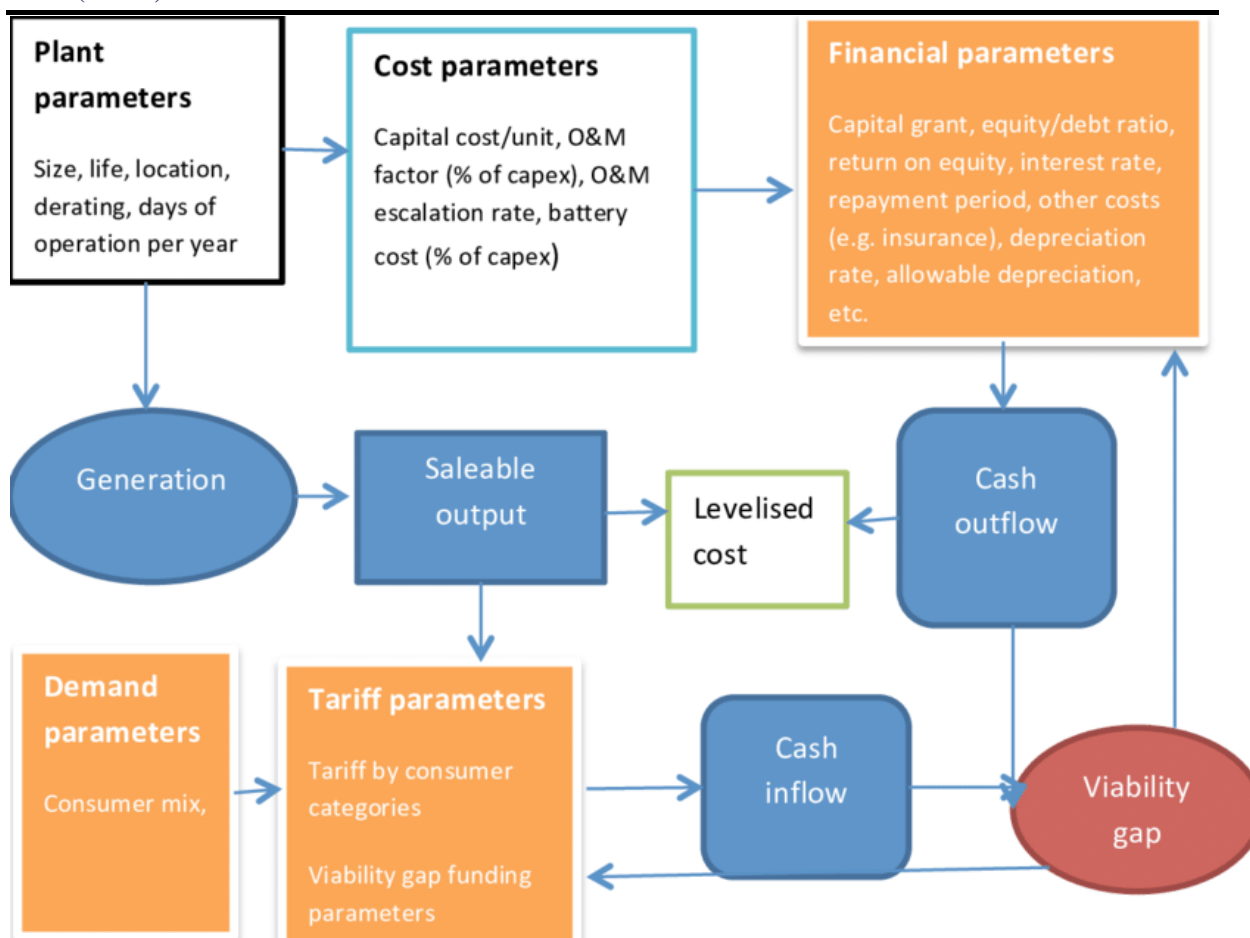 Plant
parameters
Size, life, location,
derating, days of
operation per year
Cost parameters
Capital cost/unit, O&M
factor (% of capex), O&M
escalation rate, battery
cost (% of capex)
Financial parameters
Capital grant, equity/debt ratio,
return on equity, interest rate,
repayment period, other costs
(e.g. insurance), depreciation
rate, allowable depreciation,
etc.
Generation
Saleable
output
Levelised
cost
Cash
outflow
Demand
parameters
Consumer mix,
Tariff parameters
Tariff by consumer
categories
Viability gap funding
parameters
Cash
inflow
Viability
gap